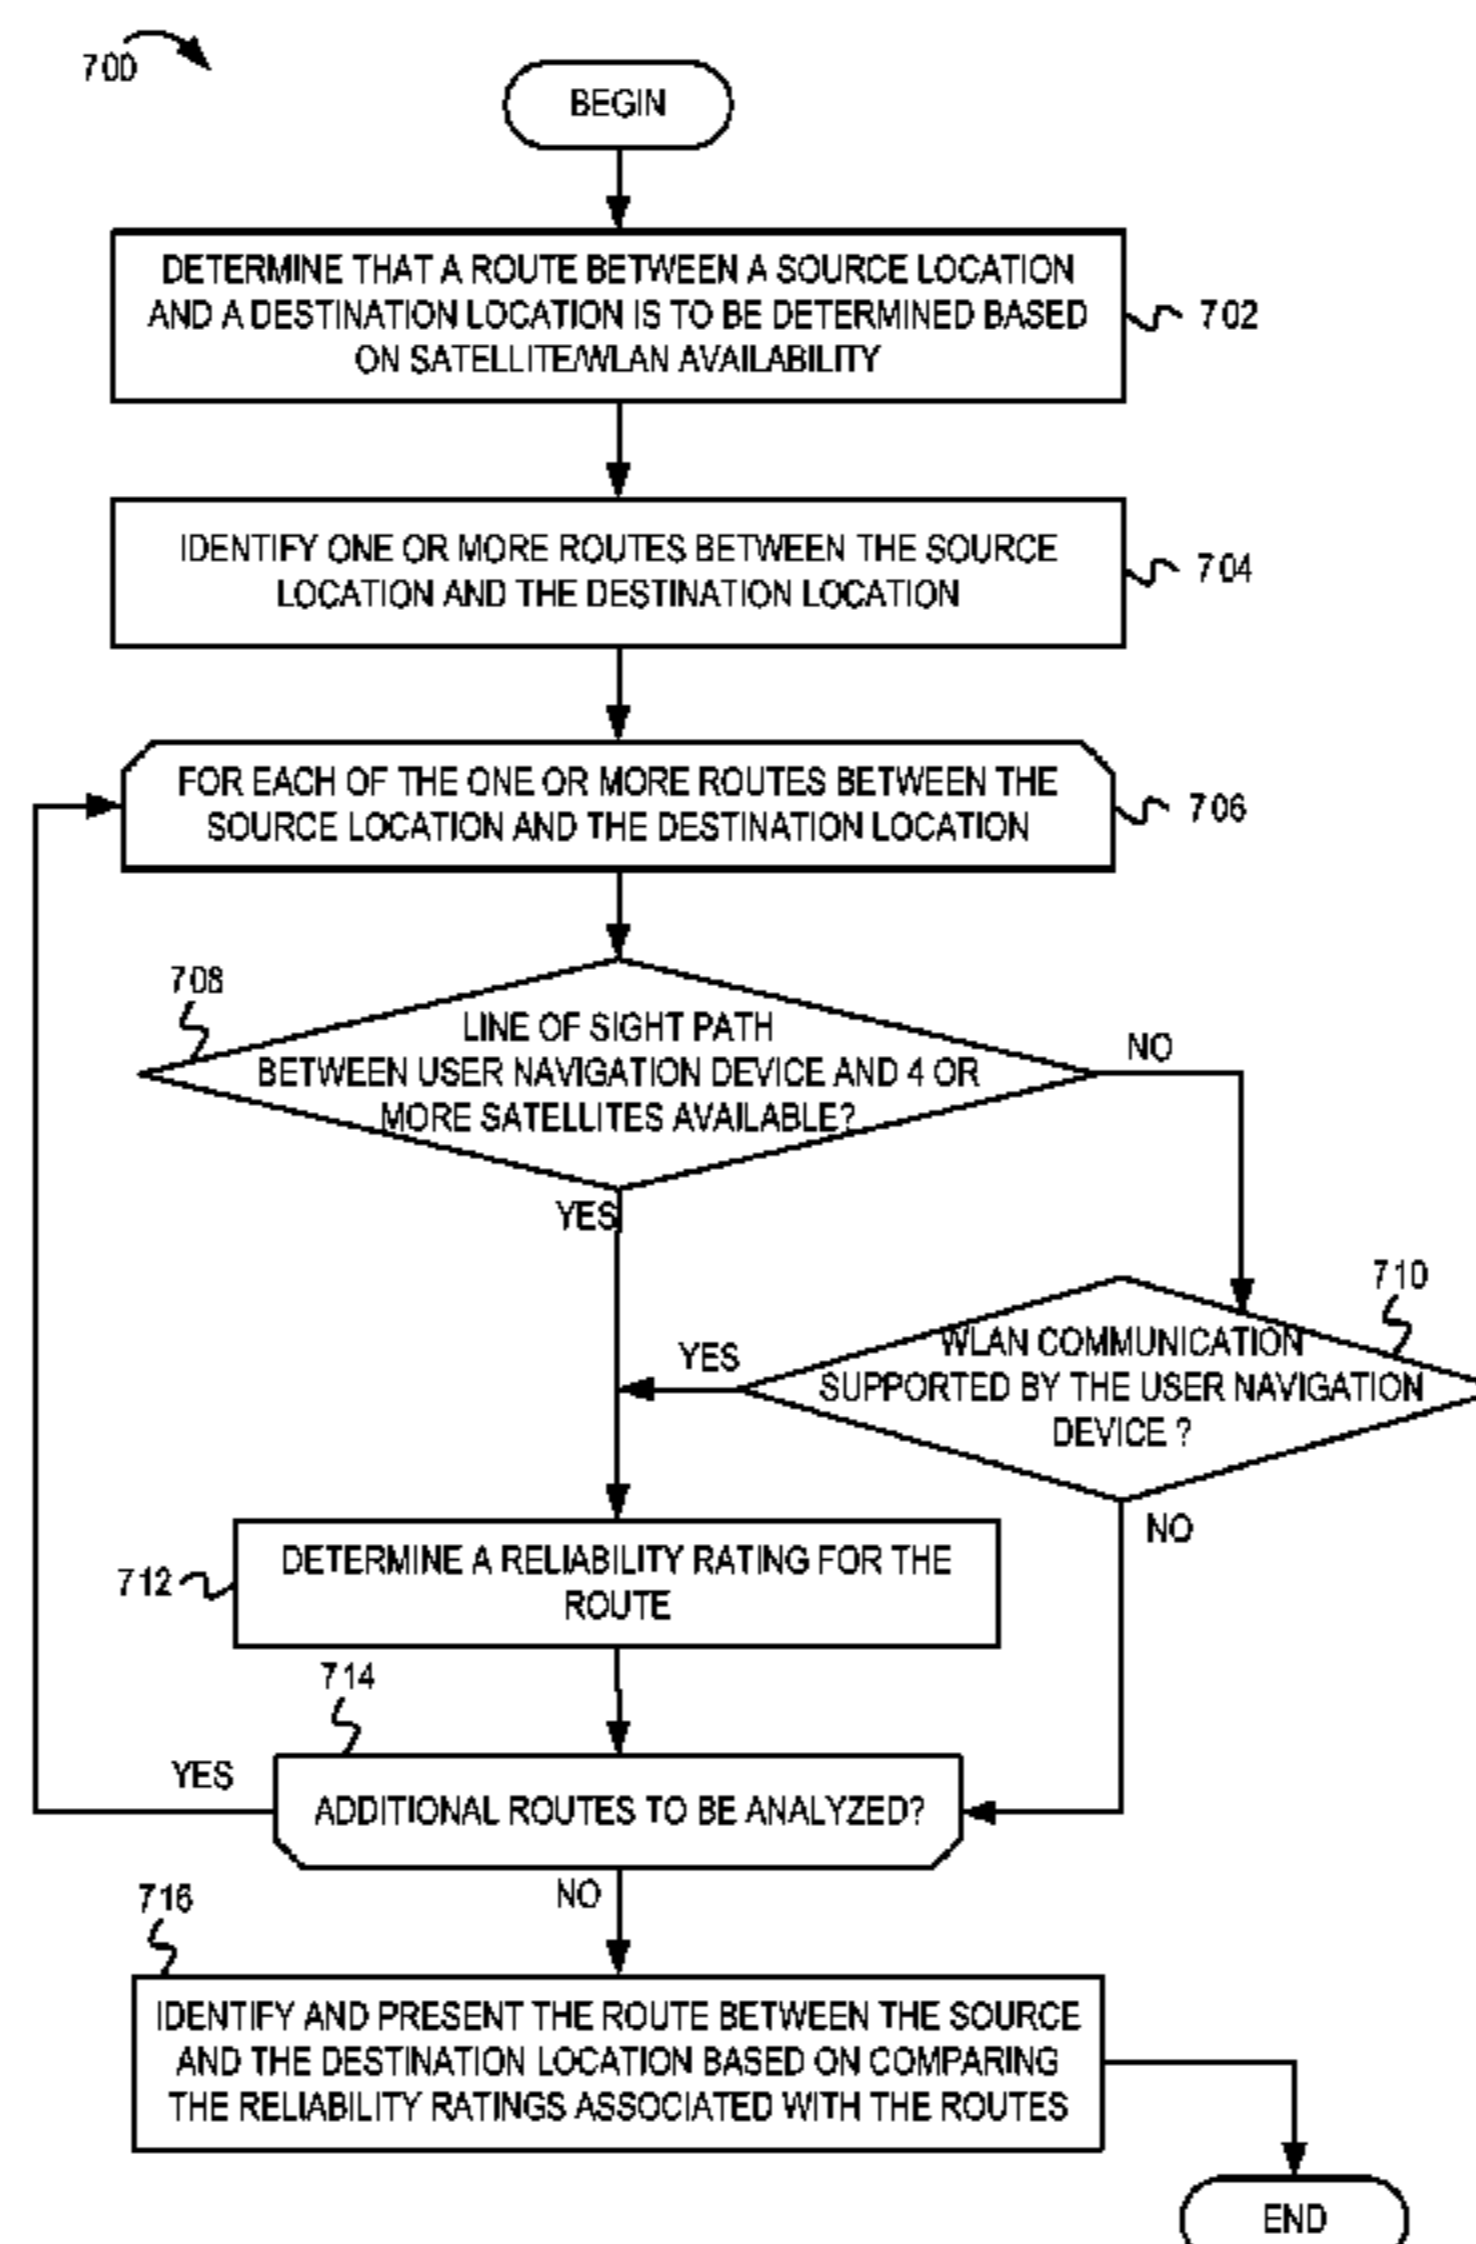 700
BEGIN
DETERMINE THAT A ROUTE BETWEEN A SOURCE LOCATION
AND A DESTINATION LOCATION IS TO BE DETERMINED BASED
ON SATELLITE/WLAN AVAILABILITY
702
IDENTIFY ONE OR MORE ROUTES BETWEEN THE SOURCE
LOCATION AND THE DESTINATION LOCATION
704
FOR EACH OF THE ONE OR MORE ROUTES BETWEEN THE
SOURCE LOCATION AND THE DESTINATION LOCATION
706
708
LINE OF SIGHT PATH
BETWEEN USER NAVIGATION DEVICE AND 4 OR
MORE SATELLITES AVAILABLE?
NO
YES
710
WLAN COMMUNICATION
SUPPORTED BY THE USER NAVIGATION
DEVICE ?
YES
NO
DETERMINE A RELIABILITY RATING FOR THE
ROUTE
712
714
YES
ADDITIONAL ROUTES TO BE ANALYZED?
NO
716
IDENTIFY AND PRESENT THE ROUTE BETWEEN THE SOURCE
AND THE DESTINATION LOCATION BASED ON COMPARING
THE RELIABILITY RATINGS ASSOCIATED WITH THE ROUTES
END